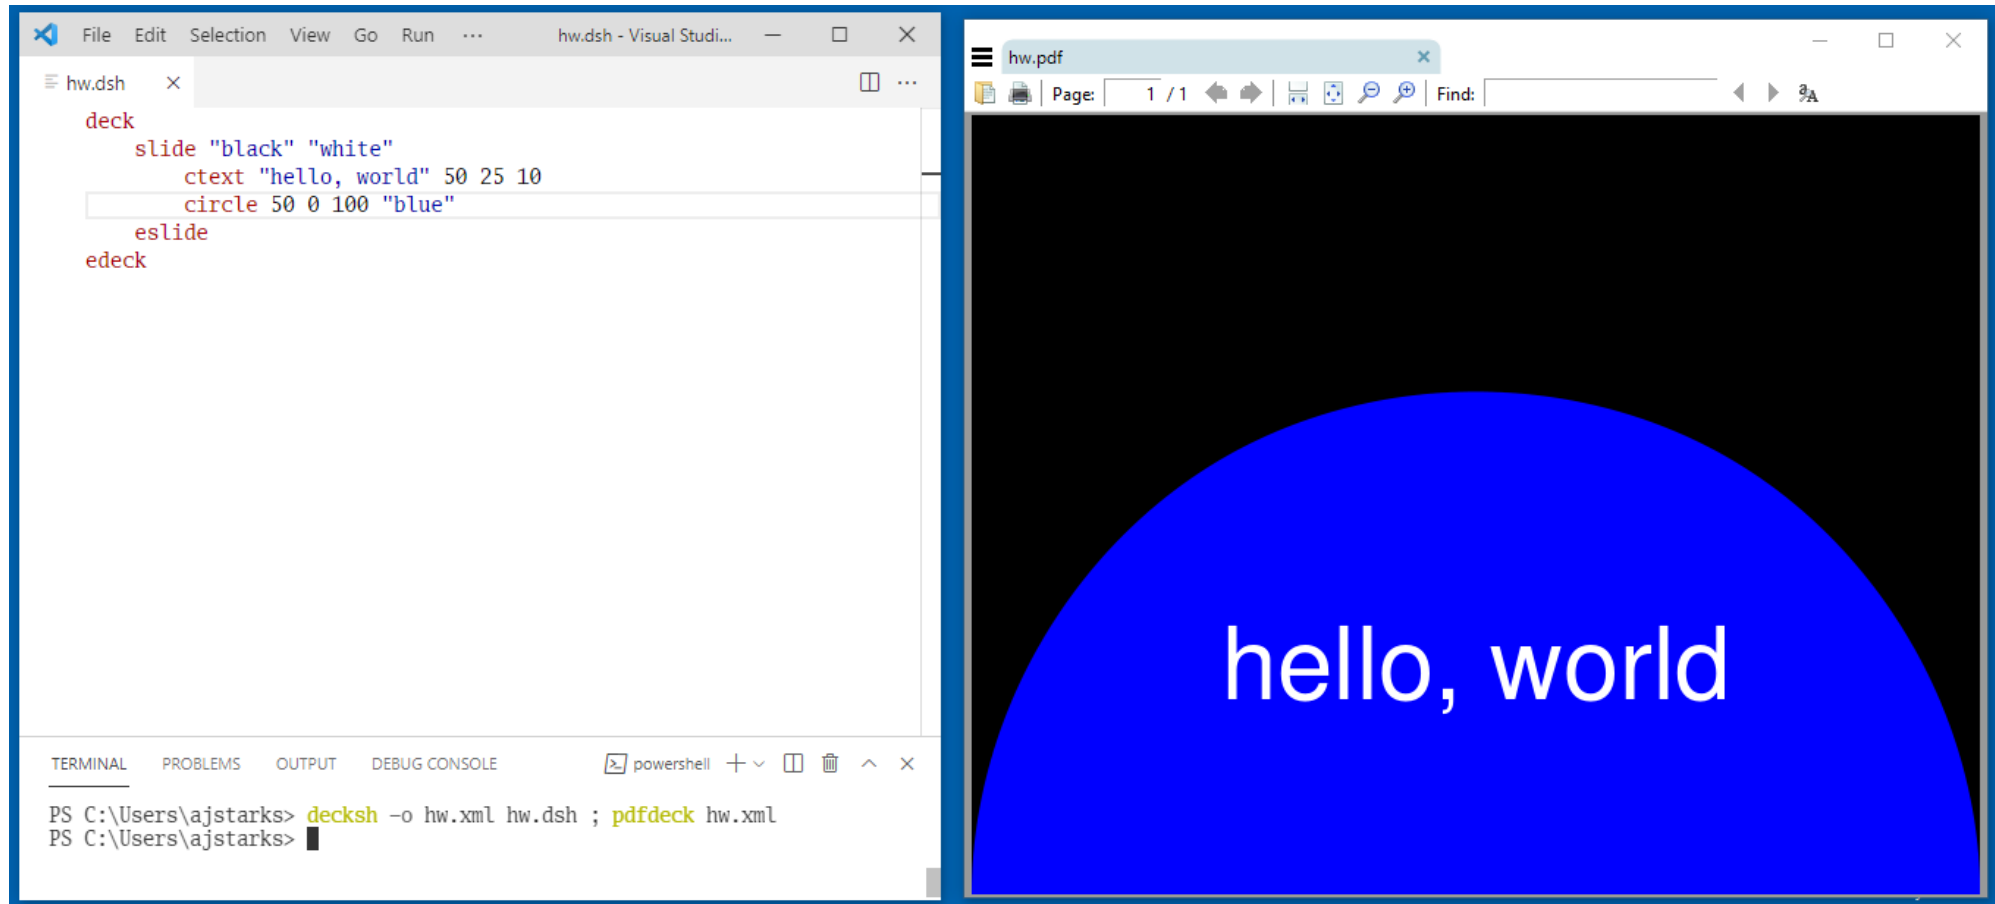 File Edit Selection View Go Run ··· hw.dsh - Visual Studi...
hw.dsh
deck
slide "black" "white"
ctext "hello, world" 50 25 10
circle 50 0 100 "blue"
eslide
edeck
TERMINAL PROBLEMS OUTPUT DEBUG CONSOLE powershell
PS C:\Users\ajstarks> decksh -o hw.xml hw.dsh ; pdfdeck hw.xml
PS C:\Users\ajstarks>
hw.pdf
Page: 1 / 1 Find:
hello, world